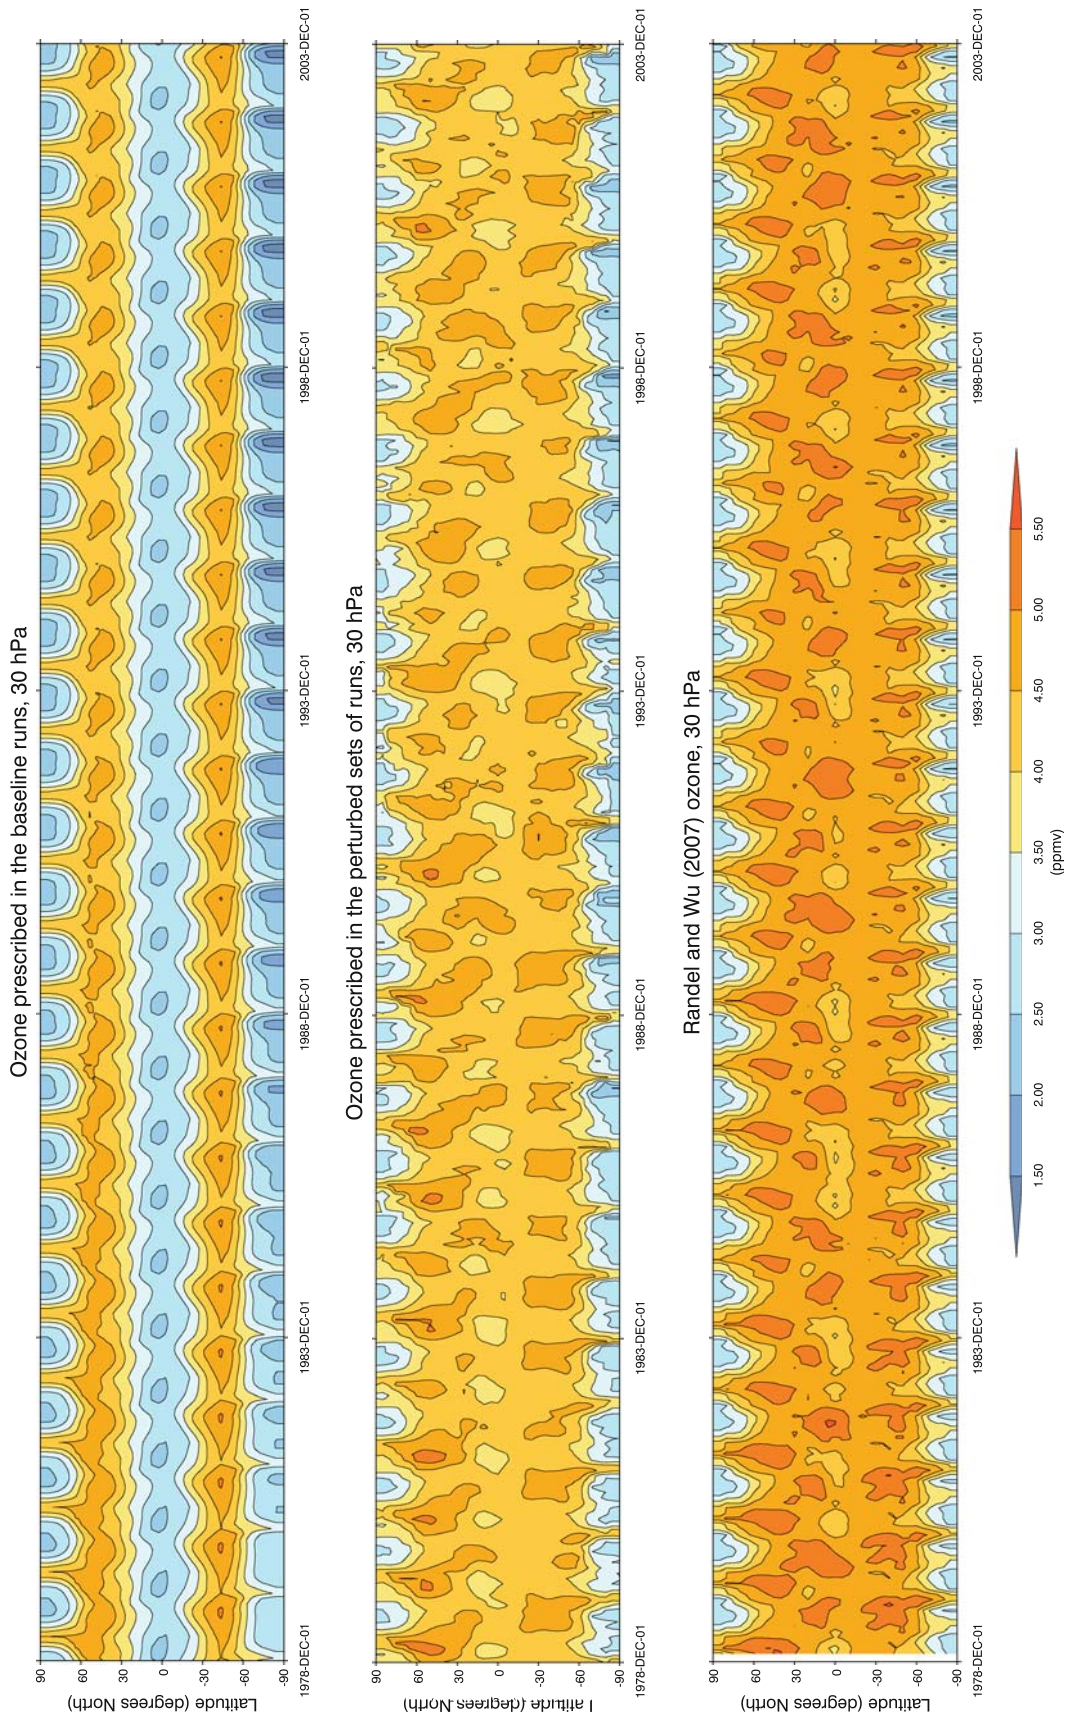 Ozone prescribed in the baseline runs, 30 hPa
Latitude (degrees North)
90
60
30
0
-30
-60
-90
1978-DEC-01
1983-DEC-01
1988-DEC-01
1993-DEC-01
1998-DEC-01
2003-DEC-01
Ozone prescribed in the perturbed sets of runs, 30 hPa
Latitude (degrees North)
90
60
30
0
-30
-60
-90
1978-DEC-01
1983-DEC-01
1988-DEC-01
1993-DEC-01
1998-DEC-01
2003-DEC-01
Randel and Wu (2007) ozone, 30 hPa
Latitude (degrees North)
90
60
30
0
-30
-60
-90
1978-DEC-01
1983-DEC-01
1988-DEC-01
1993-DEC-01
1998-DEC-01
2003-DEC-01
1.50 2.00 2.50 3.00 3.50 4.00 4.50 5.00 5.50
(ppmv)